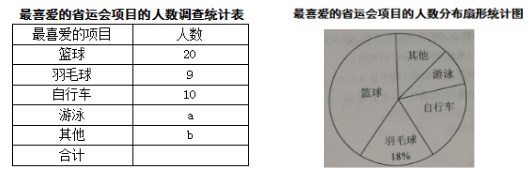 最喜爱的省运会项目的人数调查统计表
最喜爱的项目 人数
篮球 20
羽毛球 9
自行车 10
游泳 a
其他 b
合计
最喜爱的省运会项目的人数分布扇形统计图
其他
游泳
篮球
自行车
羽毛球
18%